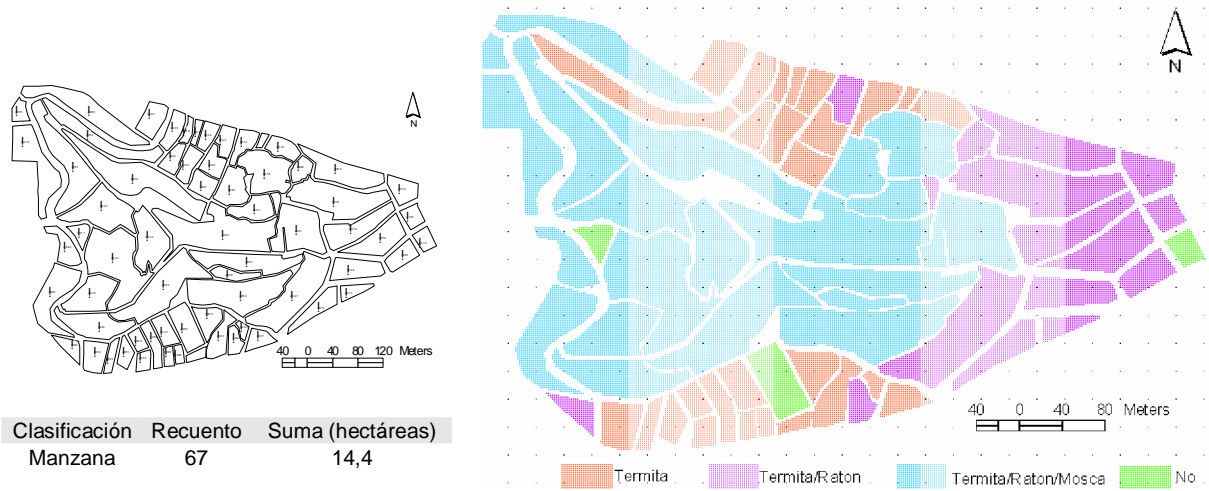 N
40 0 40 80 120 Meters
Clasificación Recuento Suma (hectáreas)
Manzana 67 14,4
N
40 0 40 80 Meters
Termita Termita/Raton Termita/Raton/Mosca No